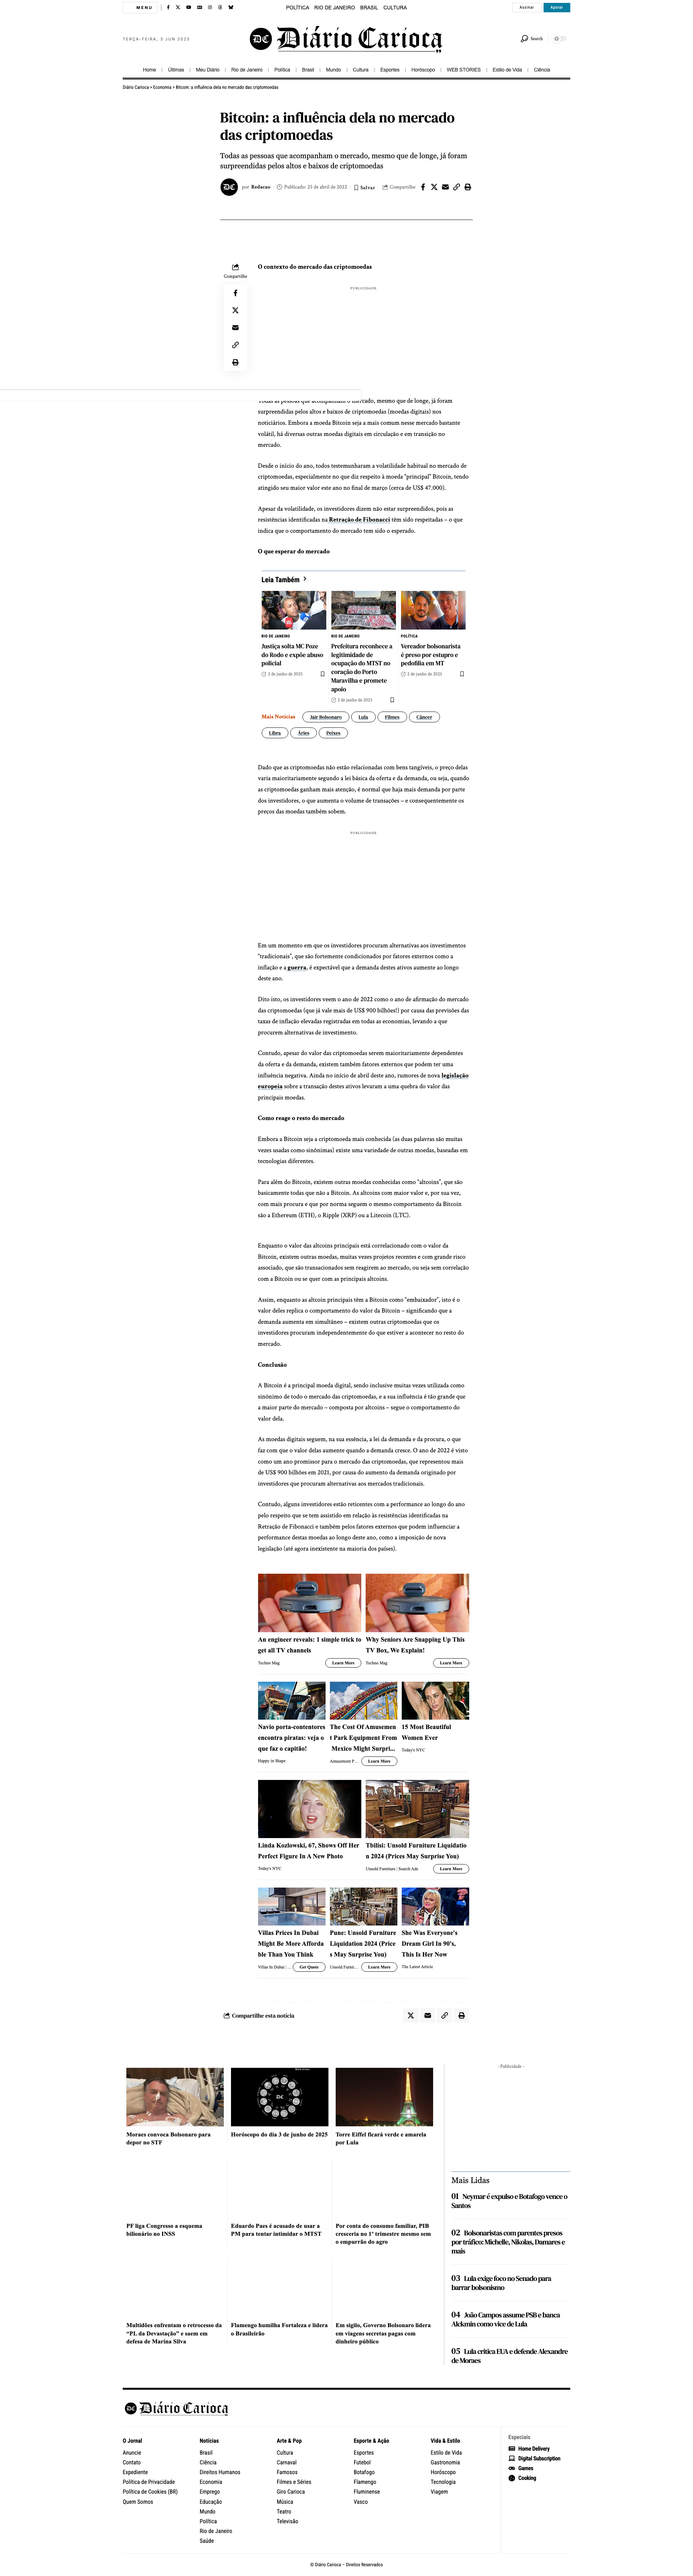 MENU
POLÍTICA RIO DE JANEIRO BRASIL CULTURA
Assinar Apoiar
TERÇA-FEIRA, 3 JUN 2025
DC Diário Carioca
Search
Home Últimas Meu Diário Rio de Janeiro Política Brasil Mundo Cultura Esportes Horóscopo WEB STORIES Estilo de Vida Ciência
Diário Carioca > Economia > Bitcoin: a influência dela no mercado das criptomoedas
Bitcoin: a influência dela no mercado
das criptomoedas
Todas as pessoas que acompanham o mercado, mesmo que de longe, já foram
surpreendidas pelos altos e baixos de criptomoedas
por Redacao Publicado: 25 de abril de 2022 Salvar Compartilhe
Compartilhe
O contexto do mercado das criptomoedas
PUBLICIDADE
Todas as pessoas que acompanham o mercado, mesmo que de longe, já foram
surpreendidas pelos altos e baixos de criptomoedas (moedas digitais) nos
noticiários. Embora a moeda Bitcoin seja a mais comum nesse mercado bastante
volátil, há diversas outras moedas digitais em circulação e em transição no
mercado.
Desde o início do ano, todos testemunharam a volatilidade habitual no mercado de
criptomoedas, especialmente no que diz respeito à moeda "principal" Bitcoin, tendo
atingido seu maior valor este ano no final de março (cerca de US$ 47.000).
Apesar da volatilidade, os investidores dizem não estar surpreendidos, pois as
resistências identificadas na Retração de Fibonacci têm sido respeitadas – o que
indica que o comportamento do mercado tem sido o esperado.
O que esperar do mercado
Leia Também
RIO DE JANEIRO
Justiça solta MC Poze
do Rodo e expõe abuso
policial
2 de junho de 2025
RIO DE JANEIRO
Prefeitura reconhece a
legitimidade de
ocupação do MTST no
coração do Porto
Maravilha e promete
apoio
2 de junho de 2025
POLÍTICA
Vereador bolsonarista
é preso por estupro e
pedofilia em MT
2 de junho de 2025
Mais Notícias Jair Bolsonaro Lula Filmes Câncer
Libra Áries Peixes
Dado que as criptomoedas não estão relacionadas com bens tangíveis, o preço delas
varia maioritariamente segundo a lei básica da oferta e da demanda, ou seja, quando
as criptomoedas ganham mais atenção, é normal que haja mais demanda por parte
dos investidores, o que aumenta o volume de transações – e consequentemente os
preços das moedas também sobem.
PUBLICIDADE
Em um momento em que os investidores procuram alternativas aos investimentos
"tradicionais", que são fortemente condicionados por fatores externos como a
inflação e a guerra, é expectável que a demanda destes ativos aumente ao longo
deste ano.
Dito isto, os investidores veem o ano de 2022 como o ano de afirmação do mercado
das criptomoedas (que já vale mais de US$ 900 bilhões!) por causa das previsões das
taxas de inflação elevadas registradas em todas as economias, levando a que
procurem alternativas de investimento.
Contudo, apesar do valor das criptomoedas serem maioritariamente dependentes
da oferta e da demanda, existem também fatores externos que podem ter uma
influência negativa. Ainda no início de abril deste ano, rumores de nova legislação
europeia sobre a transação destes ativos levaram a uma quebra do valor das
principais moedas.
Como reage o resto do mercado
Embora a Bitcoin seja a criptomoeda mais conhecida (as duas palavras são muitas
vezes usadas como sinônimos) existe uma variedade de outras moedas, baseadas em
tecnologias diferentes.
Para além do Bitcoin, existem outras moedas conhecidas como "altcoins", que são
basicamente todas que não a Bitcoin. As altcoins com maior valor e, por sua vez,
com mais procura e que por norma seguem o mesmo comportamento da Bitcoin
são a Ethereum (ETH), o Ripple (XRP) ou a Litecoin (LTC).
Enquanto o valor das altcoins principais está correlacionado com o valor da
Bitcoin, existem outras moedas, muitas vezes projetos recentes e com grande risco
associado, que são transacionados sem reagirem ao mercado, ou seja sem correlação
com a Bitcoin ou se quer com as principais altcoins.
Assim, enquanto as altcoin principais têm a Bitcoin como "embaixador", isto é o
valor deles replica o comportamento do valor da Bitcoin – significando que a
demanda aumenta em simultâneo – existem outras criptomoedas que os
investidores procuram independentemente do que estiver a acontecer no resto do
mercado.
Conclusão
A Bitcoin é a principal moeda digital, sendo inclusive muitas vezes utilizada como
sinônimo de todo o mercado das criptomoedas, e a sua influência é tão grande que
a maior parte do mercado – composta por altcoins – segue o comportamento do
valor dela.
As moedas digitais seguem, na sua essência, a lei da demanda e da procura, o que
faz com que o valor delas aumente quando a demanda cresce. O ano de 2022 é visto
como um ano promissor para o mercado das criptomoedas, que representou mais
de US$ 900 bilhões em 2021, por causa do aumento da demanda originado por
investidores que procuram alternativas aos mercados tradicionais.
Contudo, alguns investidores estão reticentes com a performance ao longo do ano
pelo respeito que se tem assistido em relação às resistências identificadas na
Retração de Fibonacci e também pelos fatores externos que podem influenciar a
performance destas moedas ao longo deste ano, como a imposição de nova
legislação (até agora inexistente na maioria dos países).
An engineer reveals: 1 simple trick to
get all TV channels
Techno Mag Learn More
Why Seniors Are Snapping Up This
TV Box, We Explain!
Techno Mag Learn More
Navio porta-contentores
encontra piratas: veja o
que faz o capitão!
Happy in Shape
The Cost Of Amusemen
t Park Equipment From
Mexico Might Surpri...
Amusement P... Learn More
15 Most Beautiful
Women Ever
Today's NYC
Linda Kozlowski, 67, Shows Off Her
Perfect Figure In A New Photo
Today's NYC
Tbilisi: Unsold Furniture Liquidatio
n 2024 (Prices May Surprise You)
Unsold Furniture | Search Ads Learn More
Villas Prices In Dubai
Might Be More Afforda
ble Than You Think
Villas In Dubai | ... Get Quote
Pune: Unsold Furniture
Liquidation 2024 (Price
s May Surprise You)
Unsold Furni... Learn More
She Was Everyone's
Dream Girl In 90's,
This Is Her Now
The Latest Article
Compartilhe esta notícia
Moraes convoca Bolsonaro para
depor no STF
Horóscopo do dia 3 de junho de 2025
Torre Eiffel ficará verde e amarela
por Lula
PF liga Congresso a esquema
bilionário no INSS
Eduardo Paes é acusado de usar a
PM para tentar intimidar o MTST
Por conta do consumo familiar, PIB
cresceria no 1º trimestre mesmo sem
o empurrão do agro
Multidões enfrentam o retrocesso da
"PL da Devastação" e saem em
defesa de Marina Silva
Flamengo humilha Fortaleza e lidera
o Brasileirão
Em sigilo, Governo Bolsonaro lidera
em viagens secretas pagas com
dinheiro público
- Publicidade -
Mais Lidas
01 Neymar é expulso e Botafogo vence o
Santos
02 Bolsonaristas com parentes presos
por tráfico: Michelle, Nikolas, Damares e
mais
03 Lula exige foco no Senado para
barrar bolsonismo
04 João Campos assume PSB e banca
Alckmin como vice de Lula
05 Lula critica EUA e defende Alexandre
de Moraes
DC Diário Carioca
O Jornal
Anuncie
Contato
Expediente
Política de Privacidade
Política de Cookies (BR)
Quem Somos
Notícias
Brasil
Ciência
Direitos Humanos
Economia
Emprego
Educação
Mundo
Política
Rio de Janeiro
Saúde
Arte & Pop
Cultura
Carnaval
Famosos
Filmes e Séries
Giro Carioca
Música
Teatro
Televisão
Esporte & Ação
Esportes
Futebol
Botafogo
Flamengo
Fluminense
Vasco
Vida & Estilo
Estilo de Vida
Gastronomia
Horóscopo
Tecnologia
Viagem
Especiais
Home Delivery
Digital Subscription
Games
Cooking
© Diário Carioca – Direitos Reservados